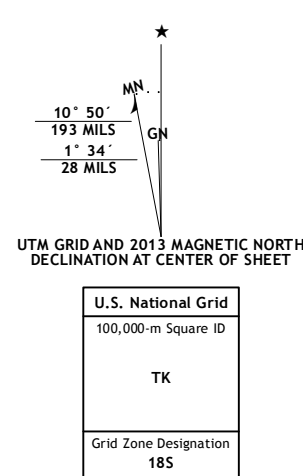 ★
MN
10° 50´
193 MILS
GN
1° 34´
28 MILS
UTM GRID AND 2013 MAGNETIC NORTH
DECLINATION AT CENTER OF SHEET
U.S. National Grid
100,000-m Square ID
TK
Grid Zone Designation
18S